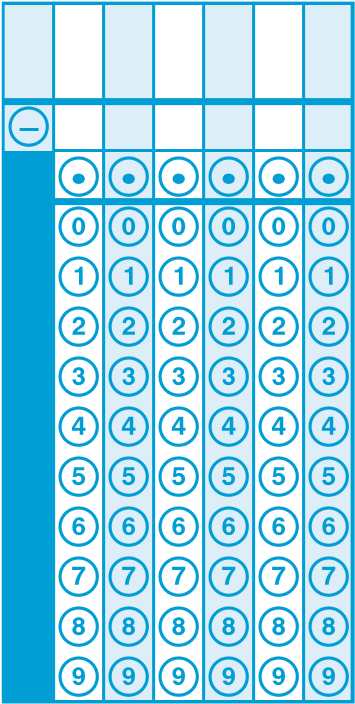 −
• • • • • •
0 0 0 0 0 0
1 1 1 1 1 1
2 2 2 2 2 2
3 3 3 3 3 3
4 4 4 4 4 4
5 5 5 5 5 5
6 6 6 6 6 6
7 7 7 7 7 7
8 8 8 8 8 8
9 9 9 9 9 9